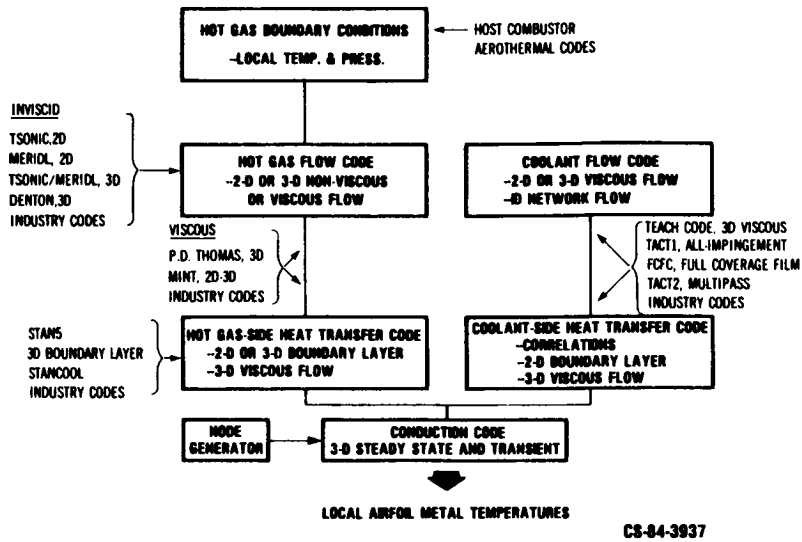 HOT GAS BOUNDARY CONDITIONS
-LOCAL TEMP. & PRESS.
HOST COMBUSTOR
AEROTHERMAL CODES
INVISCID
TSONIC,2D
MERIDL, 2D
TSONIC/MERIDL, 3D
DENTON,3D
INDUSTRY CODES
HOT GAS FLOW CODE
-2-D OR 3-D NON-VISCOUS
OR VISCOUS FLOW
COOLANT FLOW CODE
-2-D OR 3-D VISCOUS FLOW
-ID NETWORK FLOW
VISCOUS
P.D. THOMAS, 3D
MINT, 2D-3D
INDUSTRY CODES
TEACH CODE, 3D VISCOUS
TACT1, ALL-IMPINGEMENT
FCFC, FULL COVERAGE FILM
TACT2, MULTIPASS
INDUSTRY CODES
STAN5
3D BOUNDARY LAYER
STANCOOL
INDUSTRY CODES
HOT GAS-SIDE HEAT TRANSFER CODE
-2-D OR 3-D BOUNDARY LAYER
-3-D VISCOUS FLOW
COOLANT-SIDE HEAT TRANSFER CODE
-CORRELATIONS
-2-D BOUNDARY LAYER
-3-D VISCOUS FLOW
NODE
GENERATOR
CONDUCTION CODE
3-D STEADY STATE AND TRANSIENT
LOCAL AIRFOIL METAL TEMPERATURES
CS-84-3937